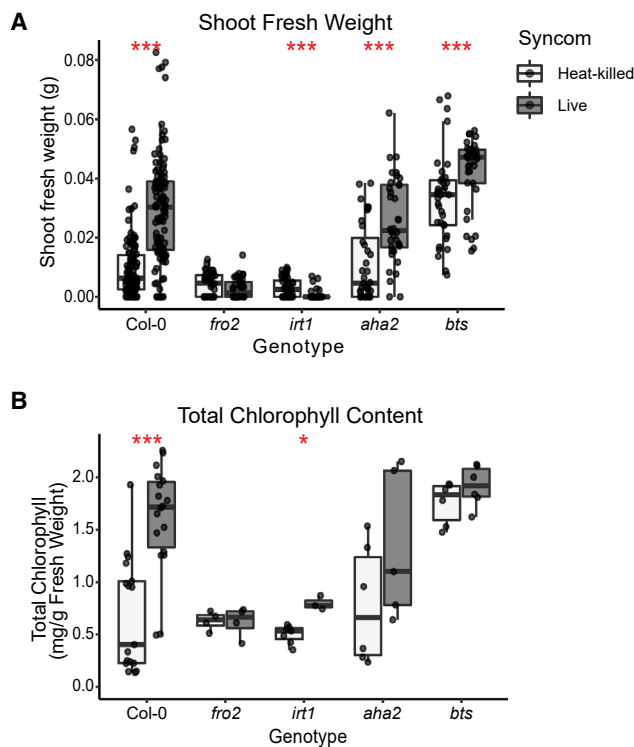 A
Shoot Fresh Weight
*** *** *** ***
Syncom
Heat-killed
Live
Shoot fresh weight (g)
0.08
0.06
0.04
0.02
0.00
Col-0 fro2 irt1 aha2 bts
Genotype
B
Total Chlorophyll Content
*** *
Total Chlorophyll
(mg/g Fresh Weight)
2.0
1.5
1.0
0.5
0.0
Col-0 fro2 irt1 aha2 bts
Genotype